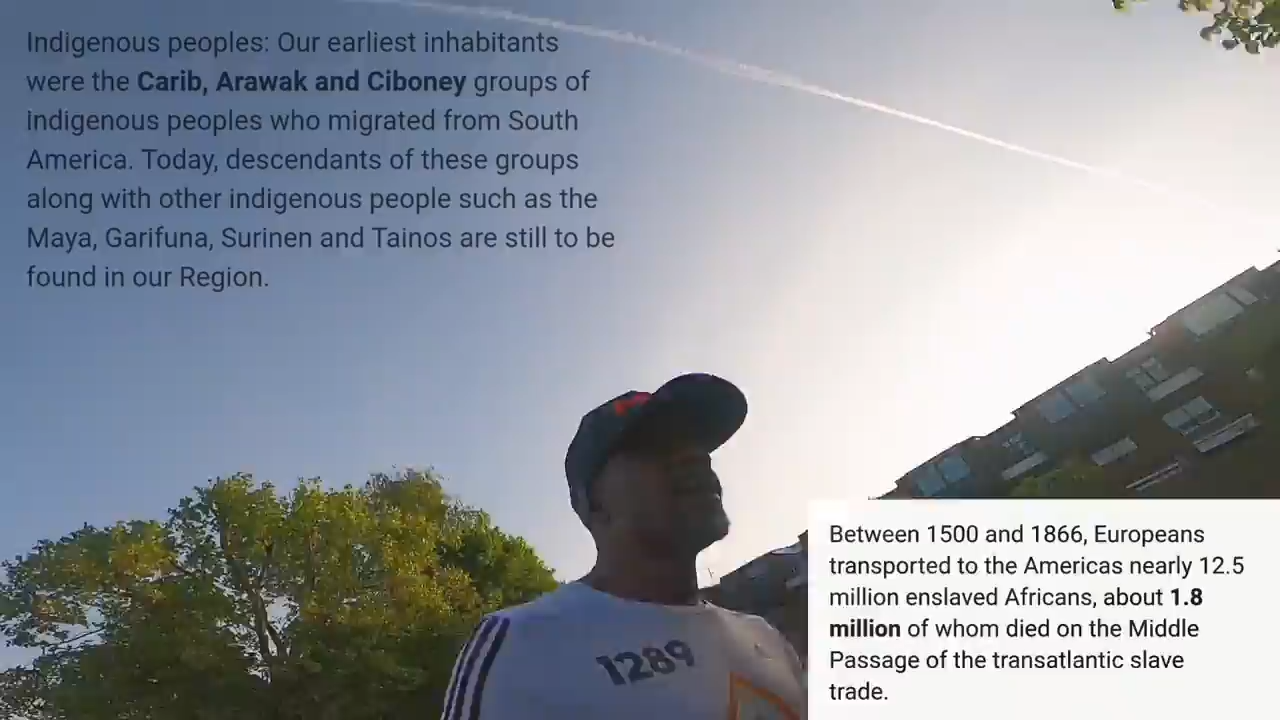 Indigenous peoples: Our earliest inhabitants
were the Carib, Arawak and Ciboney groups of
indigenous peoples who migrated from South
America. Today, descendants of these groups
along with other indigenous people such as the
Maya, Garifuna, Surinen and Tainos are still to be
found in our Region.
1289
Between 1500 and 1866, Europeans
transported to the Americas nearly 12.5
million enslaved Africans, about 1.8
million of whom died on the Middle
Passage of the transatlantic slave
trade.